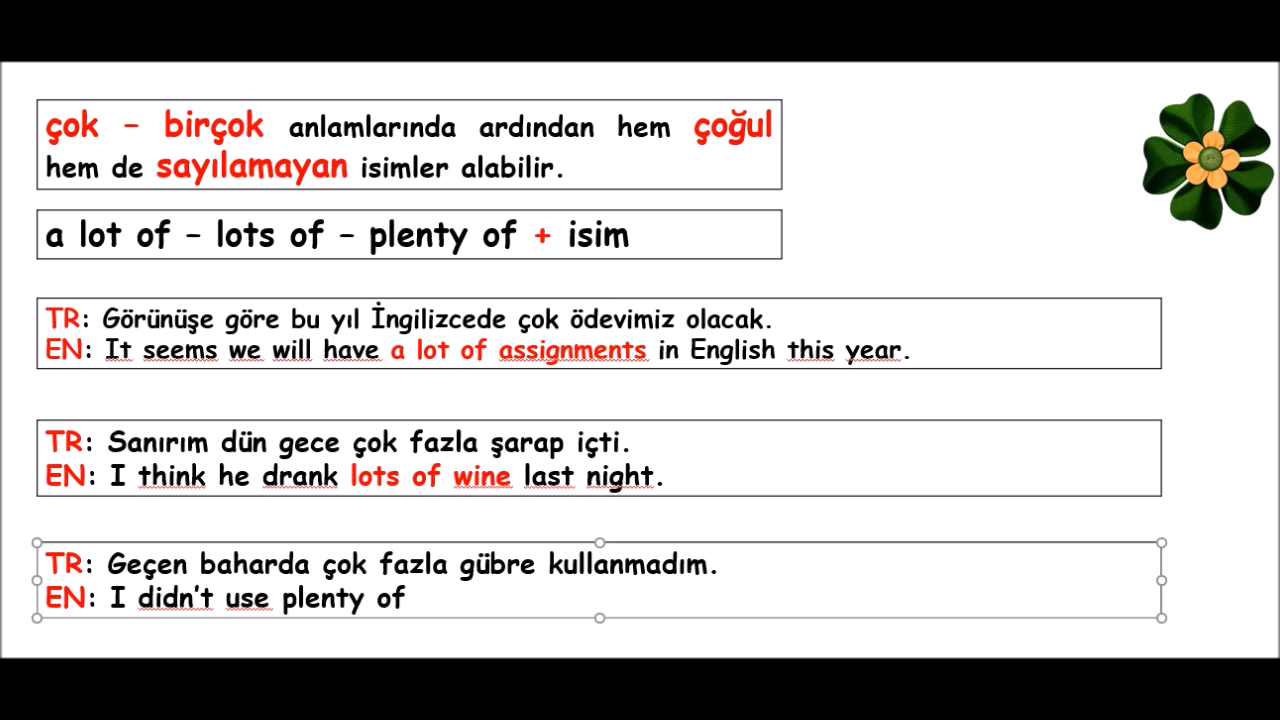 çok – birçok anlamlarında ardından hem çoğul
hem de sayılamayan isimler alabilir.
a lot of – lots of – plenty of + isim
TR: Görünüşe göre bu yıl İngilizcede çok ödevimiz olacak.
EN: It seems we will have a lot of assignments in English this year.
TR: Sanırım dün gece çok fazla şarap içti.
EN: I think he drank lots of wine last night.
TR: Geçen baharda çok fazla gübre kullanmadım.
EN: I didn’t use plenty of